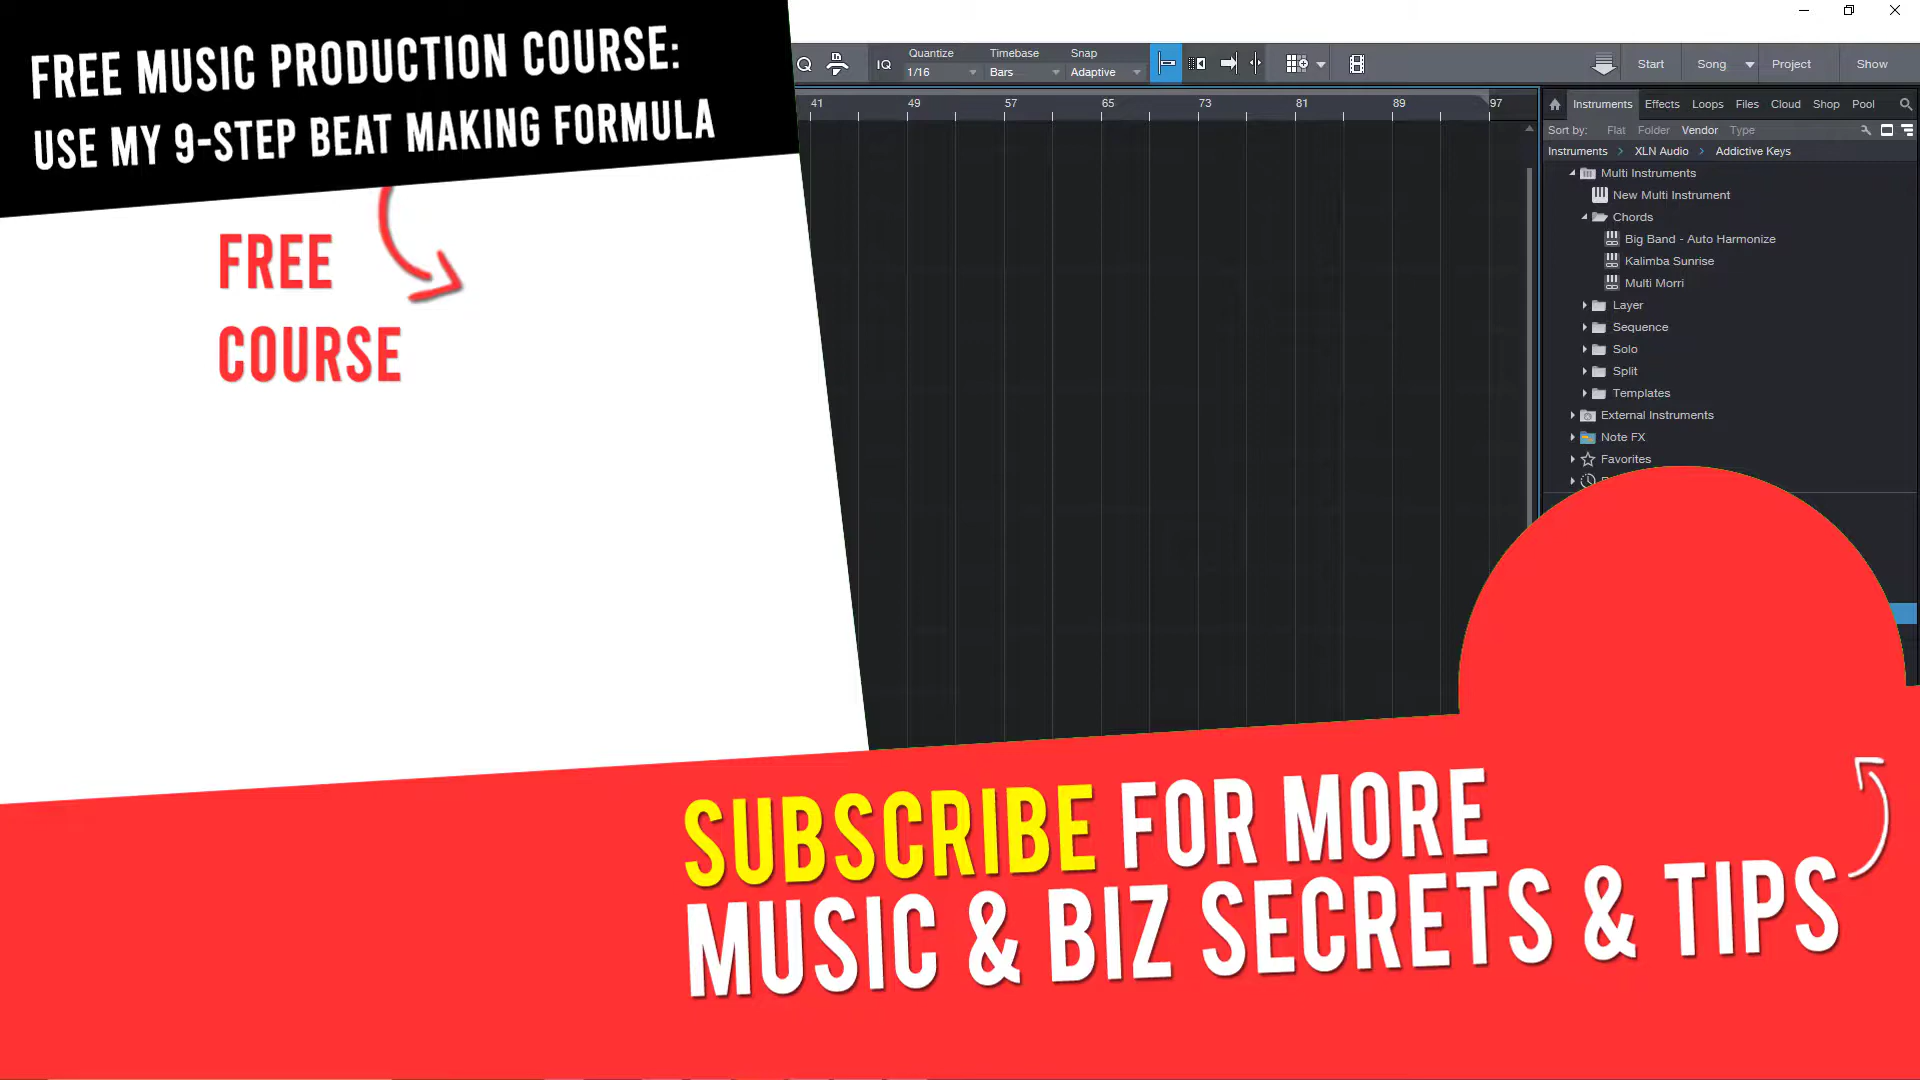 FREE MUSIC PRODUCTION COURSE:
USE MY 9-STEP BEAT MAKING FORMULA
FREE
COURSE
IQ
Quantize
Timebase
Snap
1/16
Bars
Adaptive
Start
Song
Project
Show
41 49 57 65 73 81 89 97
Instruments Effects Loops Files Cloud Shop Pool
Sort by: Flat Folder Vendor Type
Instruments > XLN Audio > Addictive Keys
Multi Instruments
New Multi Instrument
Chords
Big Band - Auto Harmonize
Kalimba Sunrise
Multi Morri
Layer
Sequence
Solo
Split
Templates
External Instruments
Note FX
Favorites
SUBSCRIBE FOR MORE
MUSIC & BIZ SECRETS & TIPS